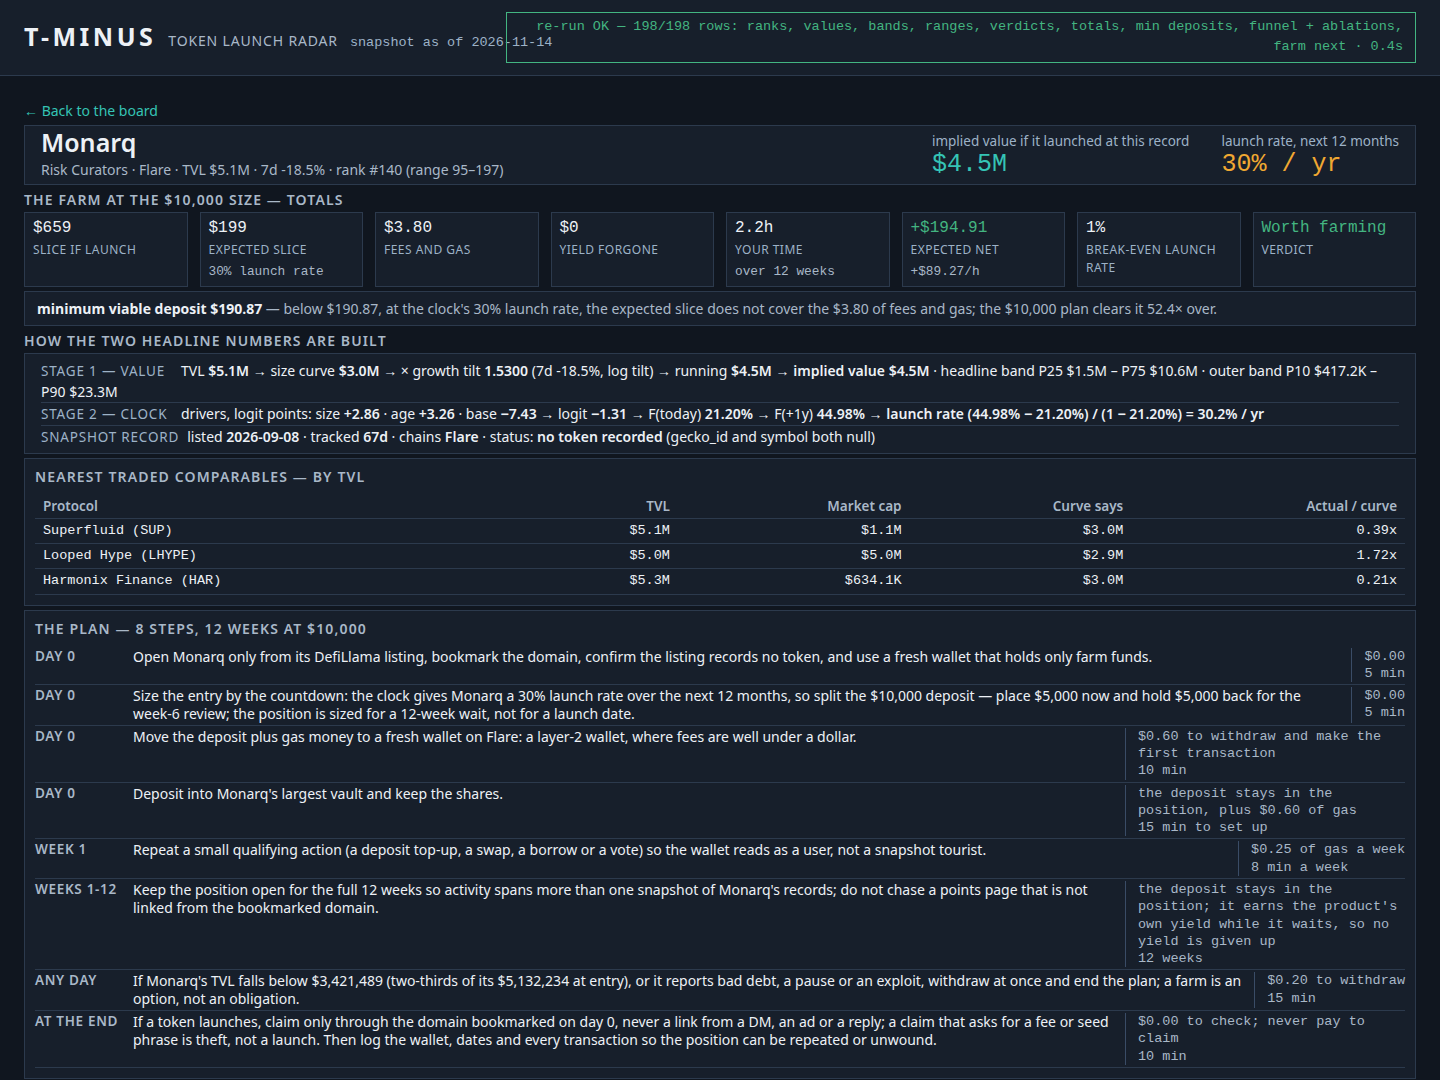 T-MINUS TOKEN LAUNCH RADAR snapshot as of 2026-11-14
re-run OK — 198/198 rows: ranks, values, bands, ranges, verdicts, totals, min deposits, funnel + ablations,
farm next · 0.4s
← Back to the board
Monarq
Risk Curators · Flare · TVL $5.1M · 7d -18.5% · rank #140 (range 95–197)
implied value if it launched at this record
$4.5M
launch rate, next 12 months
30% / yr
THE FARM AT THE $10,000 SIZE — TOTALS
$659
SLICE IF LAUNCH
$199
EXPECTED SLICE
30% launch rate
$3.80
FEES AND GAS
$0
YIELD FORGONE
2.2h
YOUR TIME
over 12 weeks
+$194.91
EXPECTED NET
+$89.27/h
1%
BREAK-EVEN LAUNCH
RATE
Worth farming
VERDICT
minimum viable deposit $190.87 — below $190.87, at the clock's 30% launch rate, the expected slice does not cover the $3.80 of fees and gas; the $10,000 plan clears it 52.4× over.
HOW THE TWO HEADLINE NUMBERS ARE BUILT
STAGE 1 — VALUE TVL $5.1M → size curve $3.0M → × growth tilt 1.5300 (7d -18.5%, log tilt) → running $4.5M → implied value $4.5M · headline band P25 $1.5M – P75 $10.6M · outer band P10 $417.2K –
P90 $23.3M
STAGE 2 — CLOCK drivers, logit points: size +2.86 · age +3.26 · base −7.43 → logit −1.31 → F(today) 21.20% → F(+1y) 44.98% → launch rate (44.98% − 21.20%) / (1 − 21.20%) = 30.2% / yr
SNAPSHOT RECORD listed 2026-09-08 · tracked 67d · chains Flare · status: no token recorded (gecko_id and symbol both null)
NEAREST TRADED COMPARABLES — BY TVL
Protocol TVL Market cap Curve says Actual / curve
Superfluid (SUP) $5.1M $1.1M $3.0M 0.39x
Looped Hype (LHYPE) $5.0M $5.0M $2.9M 1.72x
Harmonix Finance (HAR) $5.3M $634.1K $3.0M 0.21x
THE PLAN — 8 STEPS, 12 WEEKS AT $10,000
DAY 0 Open Monarq only from its DefiLlama listing, bookmark the domain, confirm the listing records no token, and use a fresh wallet that holds only farm funds. $0.00
5 min
DAY 0 Size the entry by the countdown: the clock gives Monarq a 30% launch rate over the next 12 months, so split the $10,000 deposit — place $5,000 now and hold $5,000 back for the $0.00
week-6 review; the position is sized for a 12-week wait, not for a launch date. 5 min
DAY 0 Move the deposit plus gas money to a fresh wallet on Flare: a layer-2 wallet, where fees are well under a dollar. $0.60 to withdraw and make the
first transaction
10 min
DAY 0 Deposit into Monarq's largest vault and keep the shares. the deposit stays in the
position, plus $0.60 of gas
15 min to set up
WEEK 1 Repeat a small qualifying action (a deposit top-up, a swap, a borrow or a vote) so the wallet reads as a user, not a snapshot tourist. $0.25 of gas a week
8 min a week
WEEKS 1-12 Keep the position open for the full 12 weeks so activity spans more than one snapshot of Monarq's records; do not chase a points page that is not the deposit stays in the
linked from the bookmarked domain. position; it earns the product's
own yield while it waits, so no
yield is given up
12 weeks
ANY DAY If Monarq's TVL falls below $3,421,489 (two-thirds of its $5,132,234 at entry), or it reports bad debt, a pause or an exploit, withdraw at once and end the plan; a farm is an $0.20 to withdraw
option, not an obligation. 15 min
AT THE END If a token launches, claim only through the domain bookmarked on day 0, never a link from a DM, an ad or a reply; a claim that asks for a fee or seed $0.00 to check; never pay to
phrase is theft, not a launch. Then log the wallet, dates and every transaction so the position can be repeated or unwound. claim
10 min